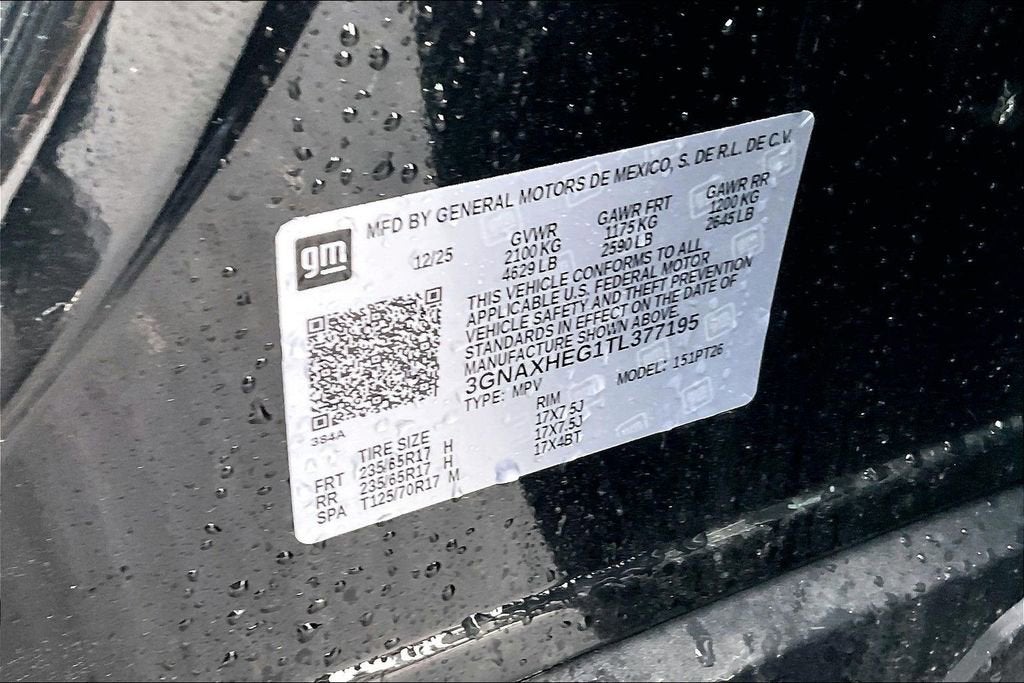 MFD BY GENERAL MOTORS DE MEXICO, S. DE R.L. DE C.V.
gm
12/25
GVWR GAWR FRT GAWR RR
2100 KG 1175 KG 1200 KG
4629 LB 2590 LB 2645 LB
THIS VEHICLE CONFORMS TO ALL
APPLICABLE U.S. FEDERAL MOTOR
VEHICLE SAFETY AND THEFT PREVENTION
STANDARDS IN EFFECT ON THE DATE OF
MANUFACTURE SHOWN ABOVE.
3GNAXHEG1TL377195
TYPE: MPV MODEL: 151PT26
384A
TIRE SIZE RIM
FRT 235/65R17 H 17X7.5J
RR 235/65R17 H 17X7.5J
SPA T125/70R17 M 17X4BT